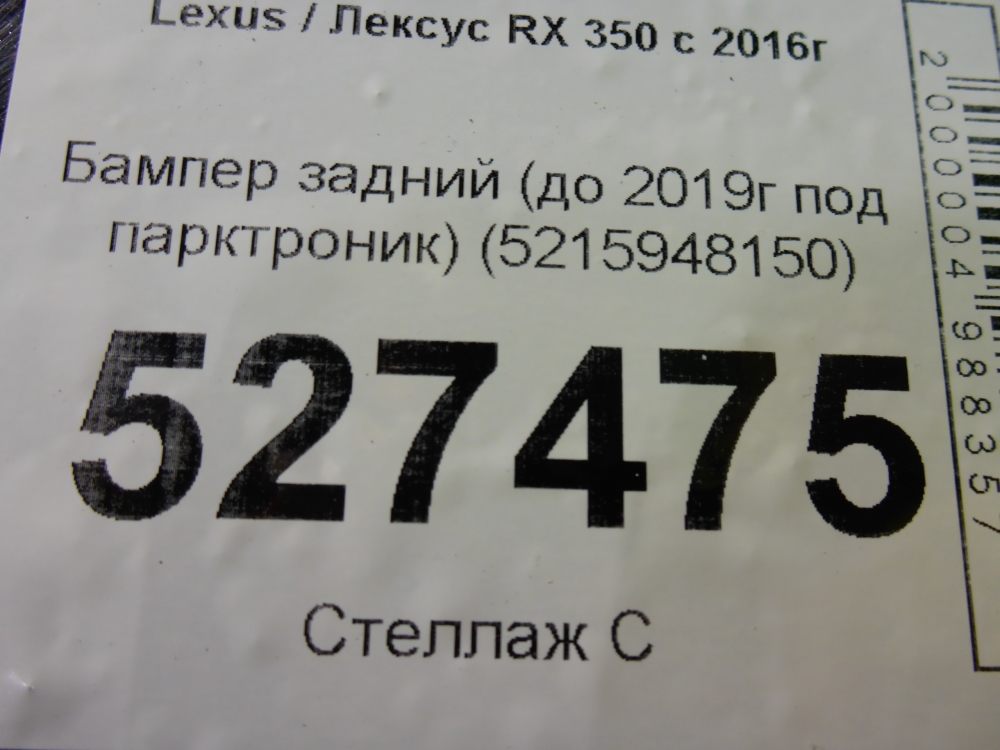 Lexus / Лексус RX 350 с 2016г
Бампер задний (до 2019г под
парктроник) (5215948150)
527475
Стеллаж С
2000004988357